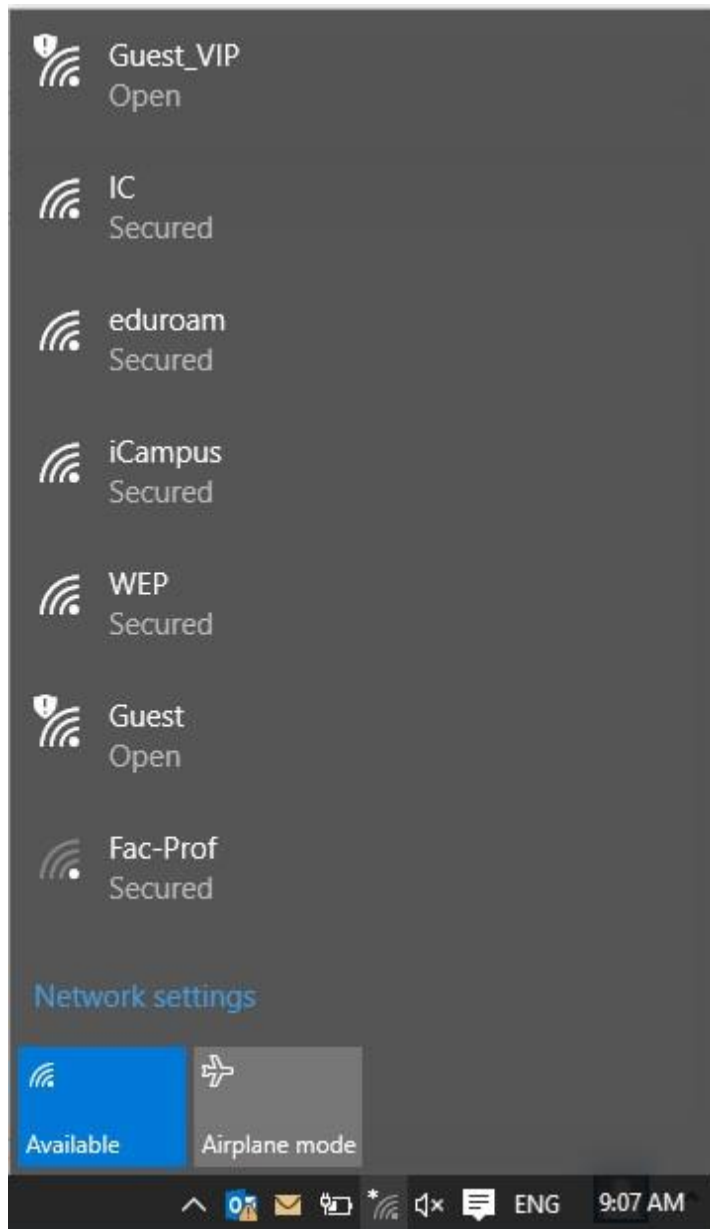 Guest_VIP
Open
IC
Secured
eduroam
Secured
iCampus
Secured
WEP
Secured
Guest
Open
Fac-Prof
Secured
Network settings
Available
Airplane mode
ENG 9:07 AM